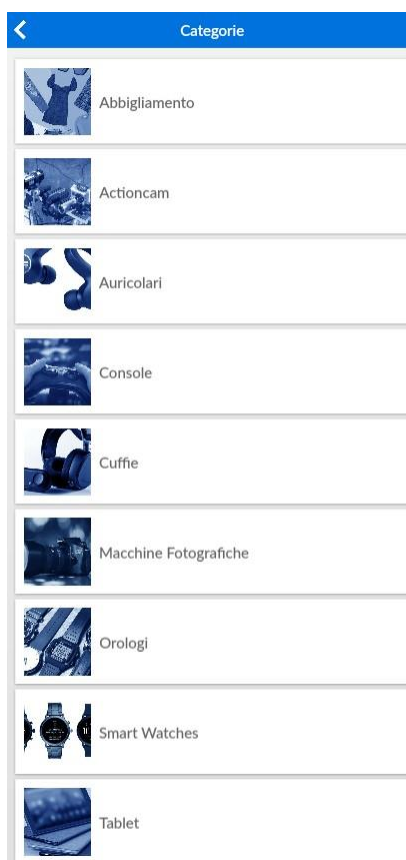 Categorie
Abbigliamento
Actioncam
Auricolari
Console
Cuffie
Macchine Fotografiche
Orologi
Smart Watches
Tablet